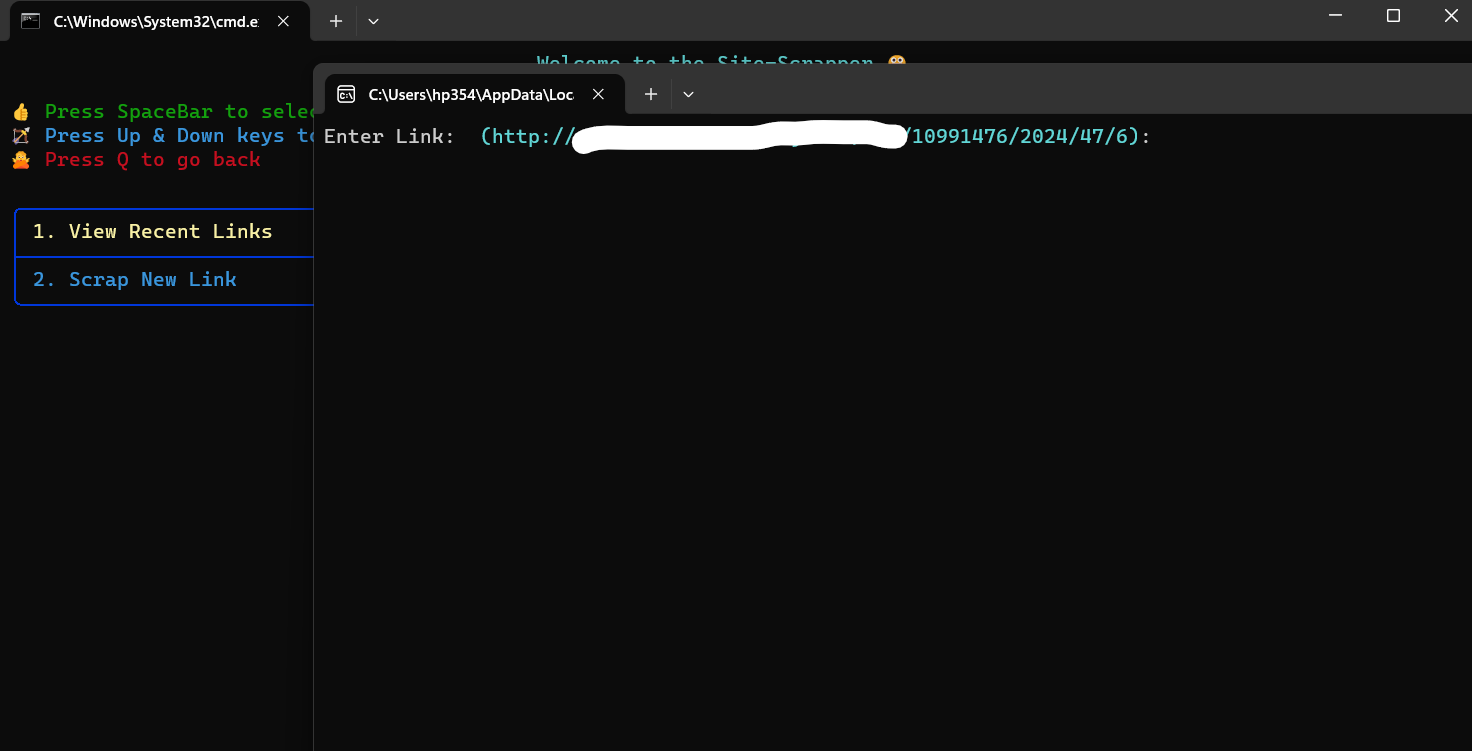 C:\Windows\System32\cmd.e
Welcome to the Site-Scrapper
Press SpaceBar to selec
Press Up & Down keys to
Press Q to go back
1. View Recent Links
2. Scrap New Link
C:\Users\hp354\AppData\Loc
Enter Link: (http:// /10991476/2024/47/6):